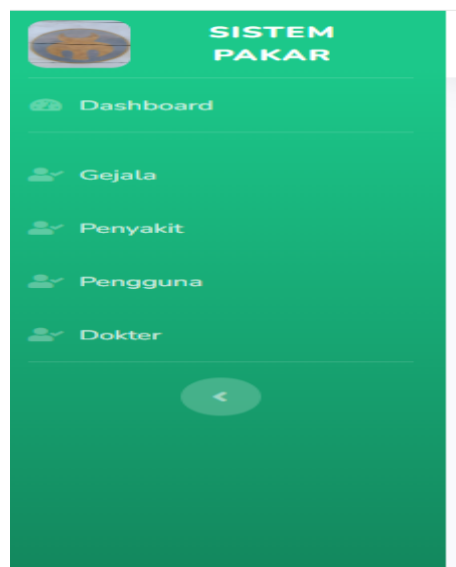 SISTEM
PAKAR
Dashboard
Gejala
Penyakit
Pengguna
Dokter